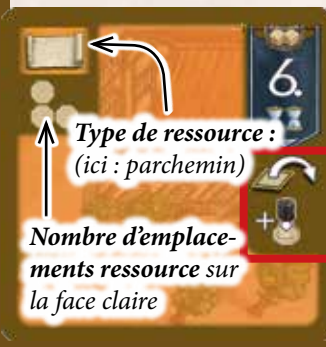 6.
Type de ressource :
(ici : parchemin)
+
Nombre d'emplace-
ments ressource sur
la face claire